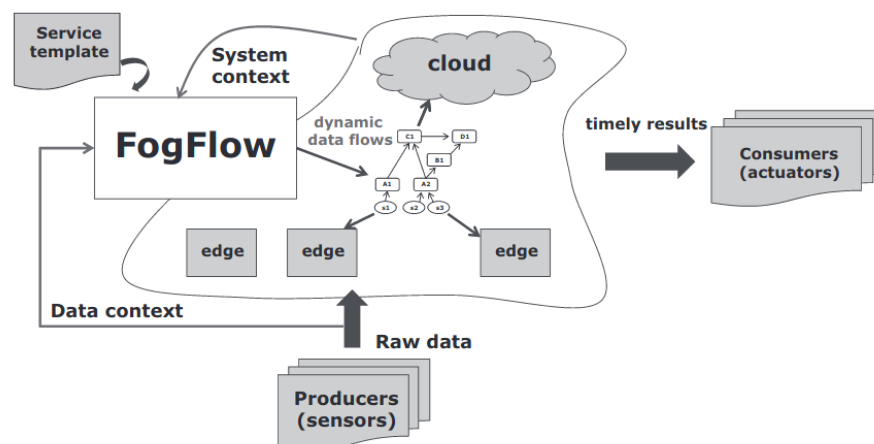 Service
template
System
context
cloud
FogFlow
dynamic
data flows
C1
D1
B1
A1
A2
s1
s2
s3
timely results
Consumers
(actuators)
edge
edge
edge
Data context
Raw data
Producers
(sensors)